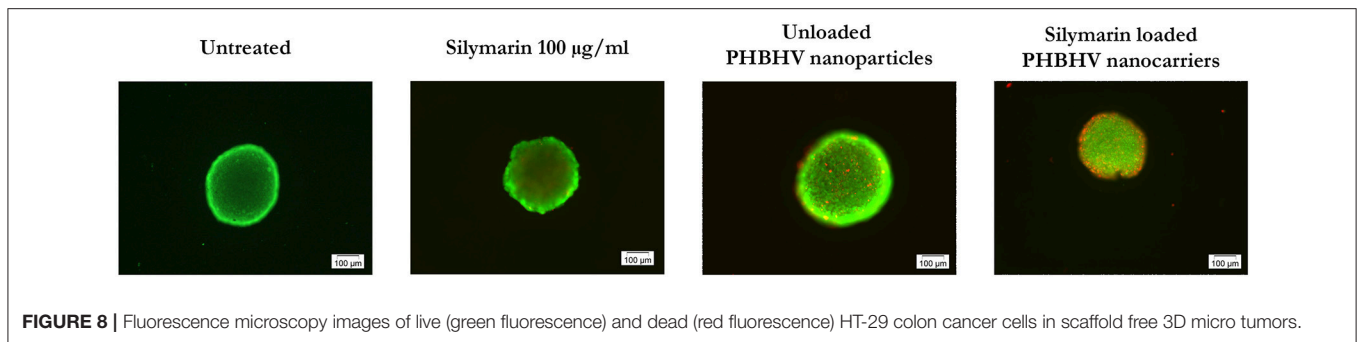 Untreated
Silymarin 100 µg/ml
Unloaded
PHBHV nanoparticles
Silymarin loaded
PHBHV nanocarriers
100 µm
100 µm
100 µm
100 µm
FIGURE 8 | Fluorescence microscopy images of live (green fluorescence) and dead (red fluorescence) HT-29 colon cancer cells in scaffold free 3D micro tumors.